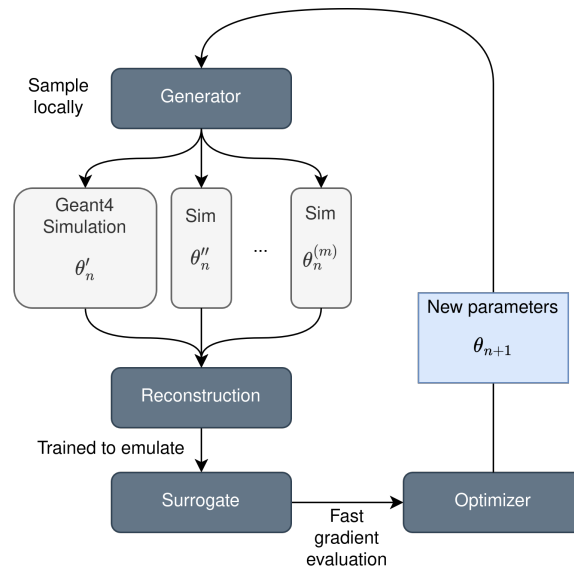 Sample
locally
Generator
Geant4
Simulation
θ′ₙ
Sim
θ″ₙ
...
Sim
θₙ⁽ᵐ⁾
New parameters
θₙ₊₁
Reconstruction
Trained to emulate
Surrogate
Fast
gradient
evaluation
Optimizer